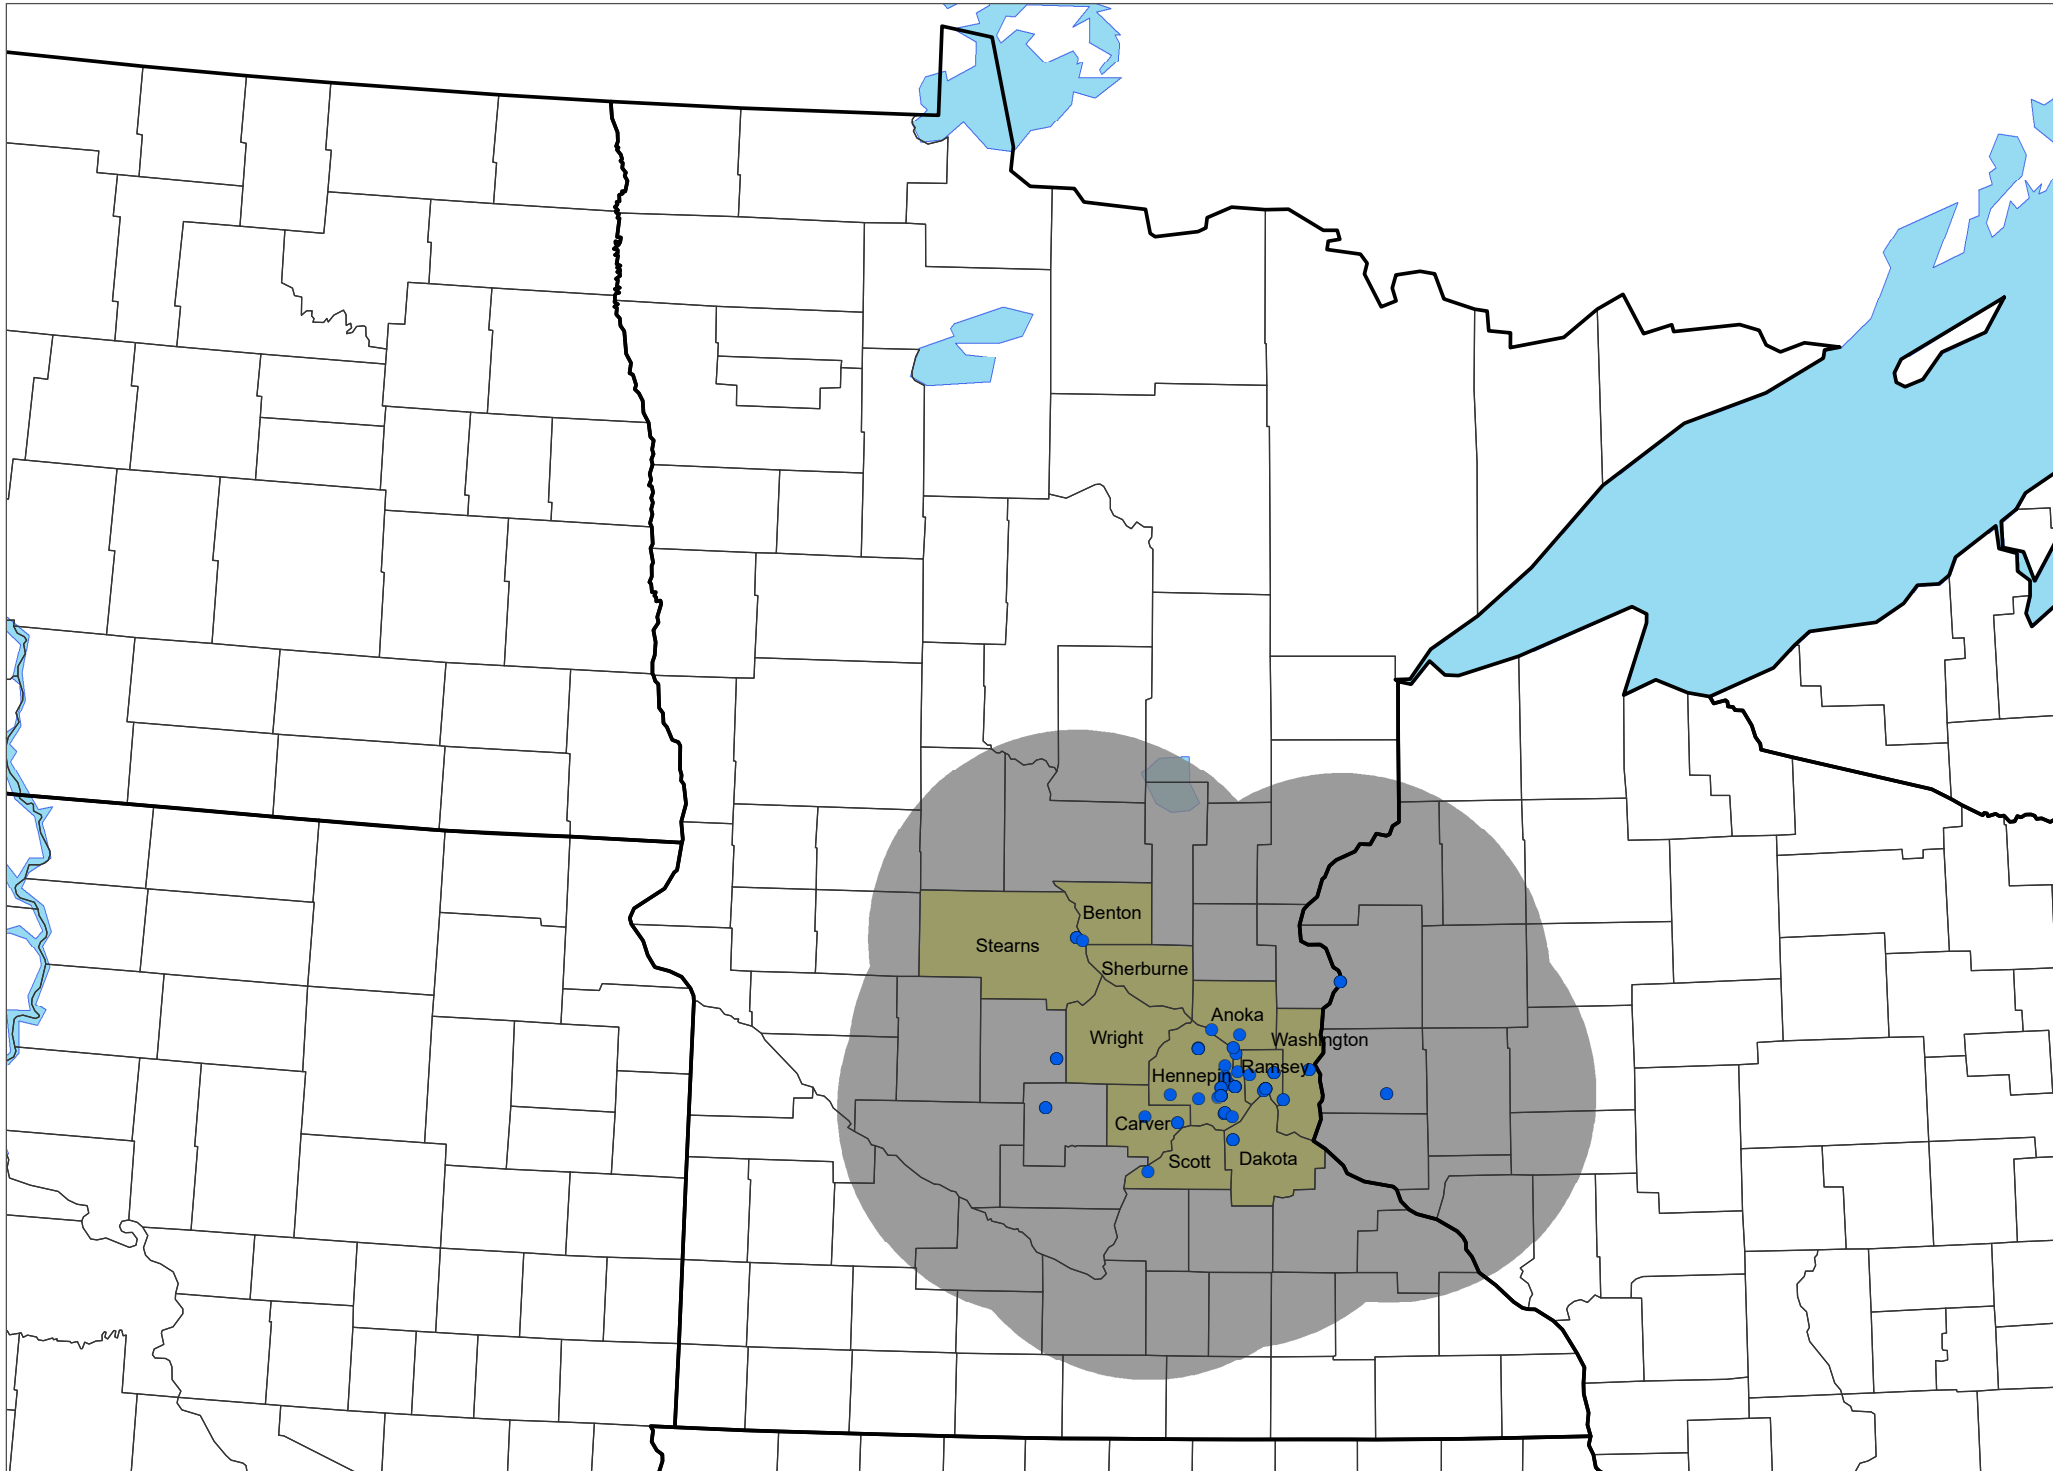 Benton
Stearns
Sherburne
Anoka
Wright
Washington
Ramsey
Hennepin
Carver
Scott
Dakota